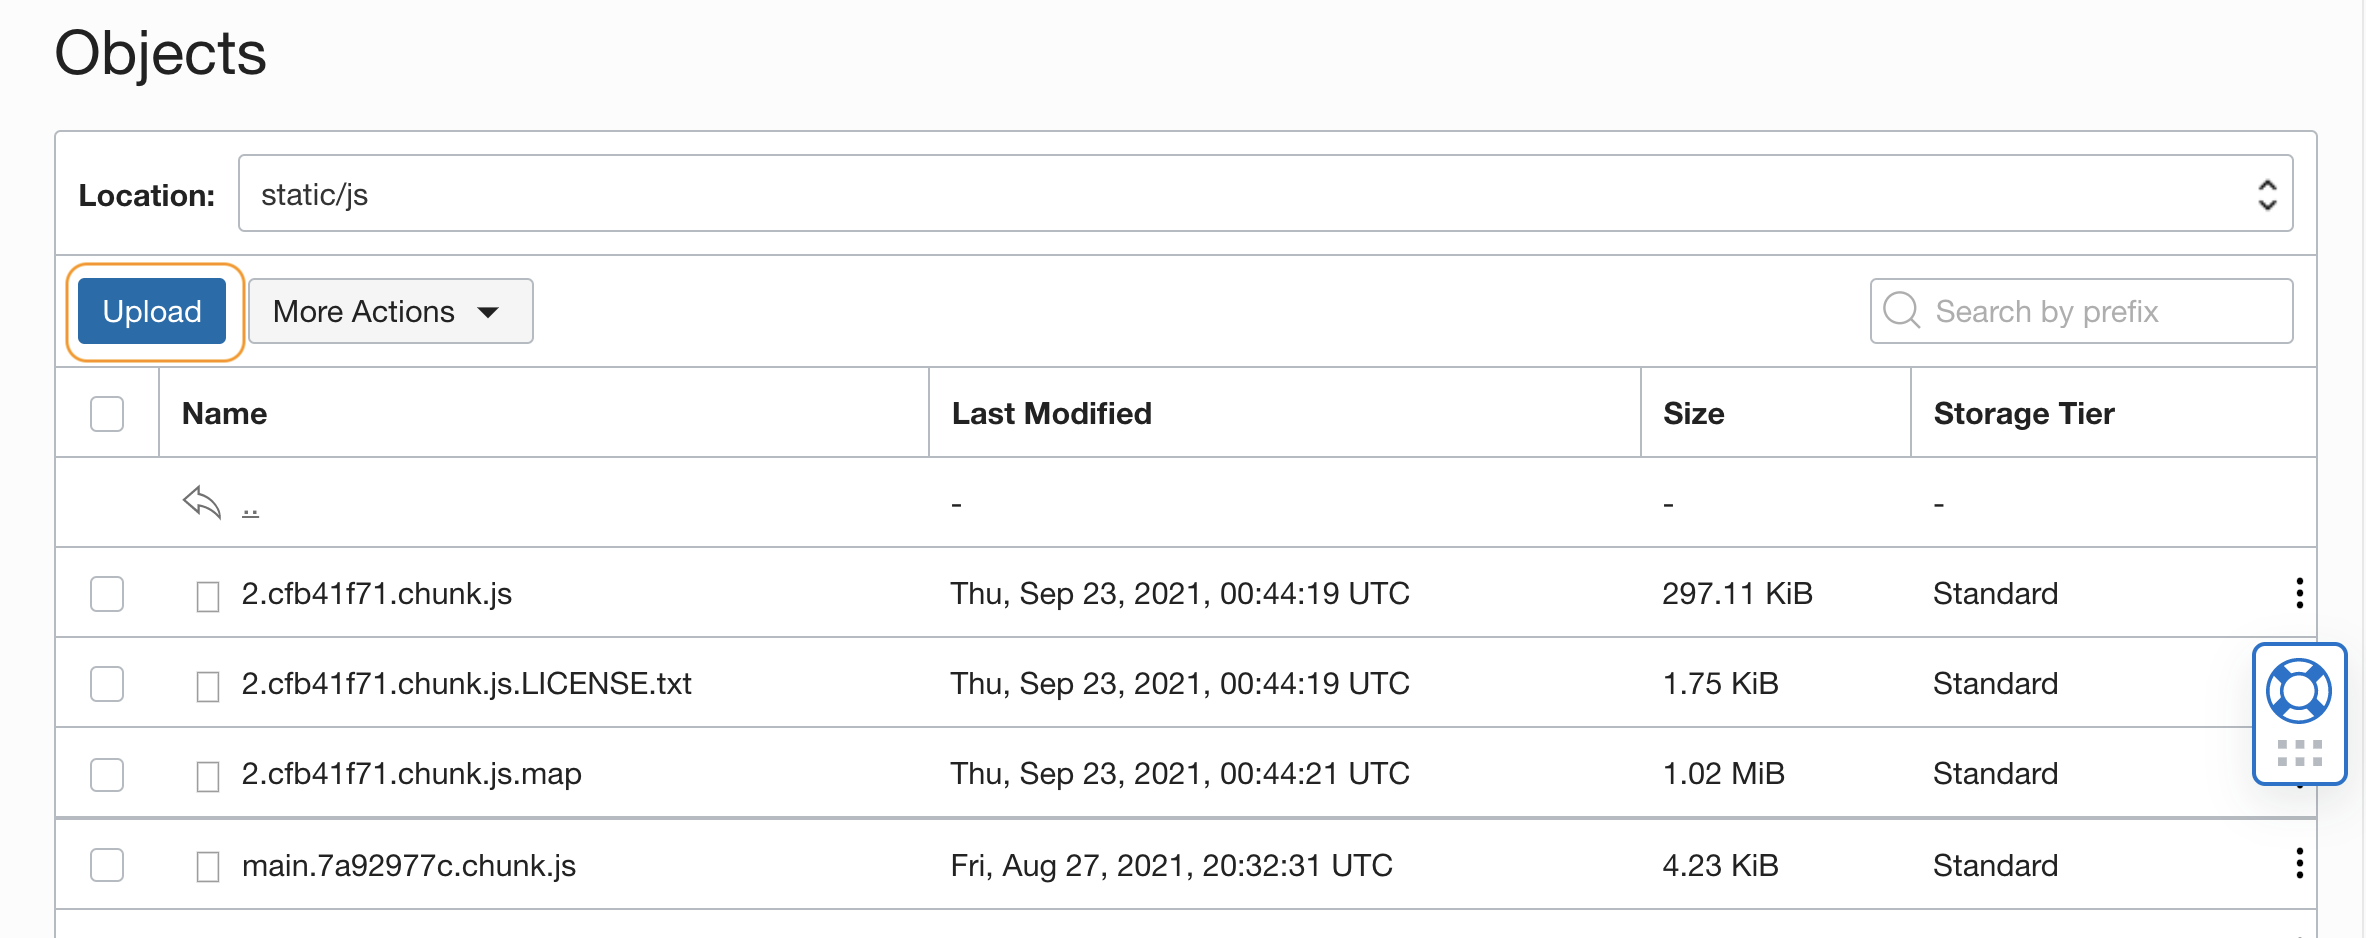 Objects
Location: static/js
Upload More Actions Search by prefix
Name Last Modified Size Storage Tier
.. - - -
2.cfb41f71.chunk.js Thu, Sep 23, 2021, 00:44:19 UTC 297.11 KiB Standard
2.cfb41f71.chunk.js.LICENSE.txt Thu, Sep 23, 2021, 00:44:19 UTC 1.75 KiB Standard
2.cfb41f71.chunk.js.map Thu, Sep 23, 2021, 00:44:21 UTC 1.02 MiB Standard
main.7a92977c.chunk.js Fri, Aug 27, 2021, 20:32:31 UTC 4.23 KiB Standard